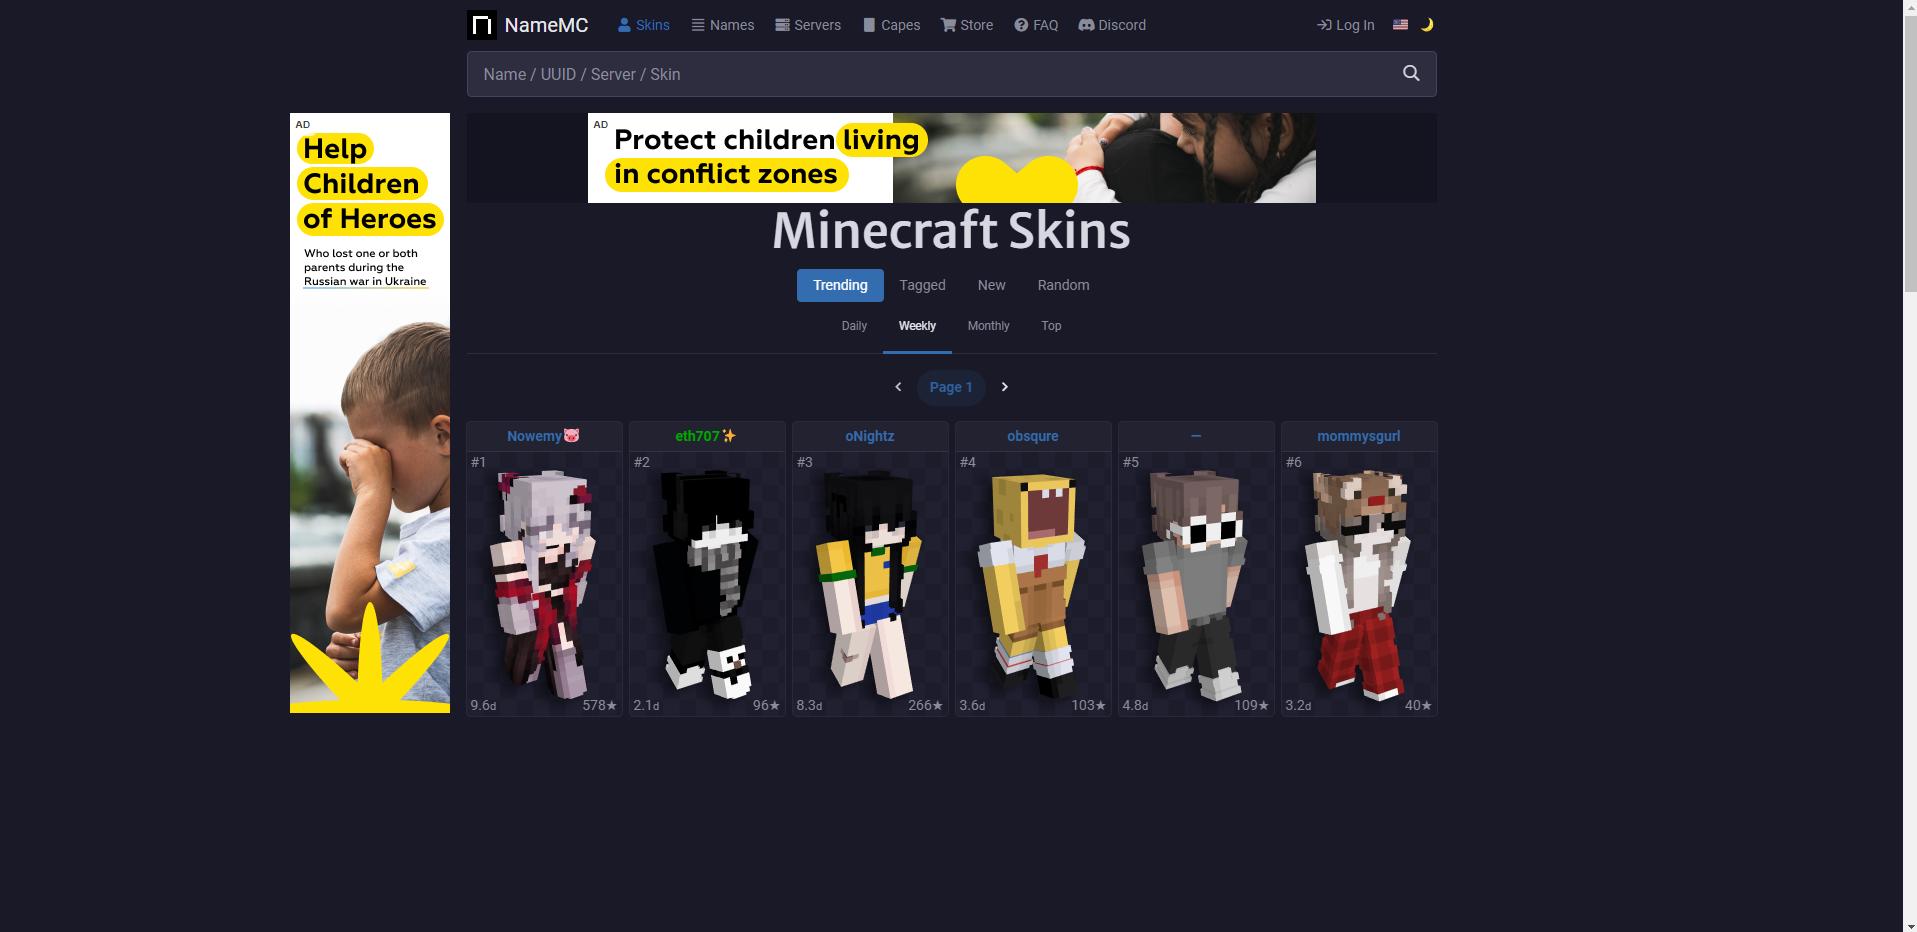 NameMC
Skins
Names
Servers
Capes
Store
FAQ
Discord
Log In
Name / UUID / Server / Skin
AD
Help
Children
of Heroes
Who lost one or both
parents during the
Russian war in Ukraine
AD
Protect children living
in conflict zones
Minecraft Skins
Trending
Tagged
New
Random
Daily
Weekly
Monthly
Top
Page 1
Nowemy🐷
#1
9.6d
578★
eth707✨
#2
2.1d
96★
oNightz
#3
8.3d
266★
obsqure
#4
3.6d
103★
—
#5
4.8d
109★
mommysgurl
#6
3.2d
40★